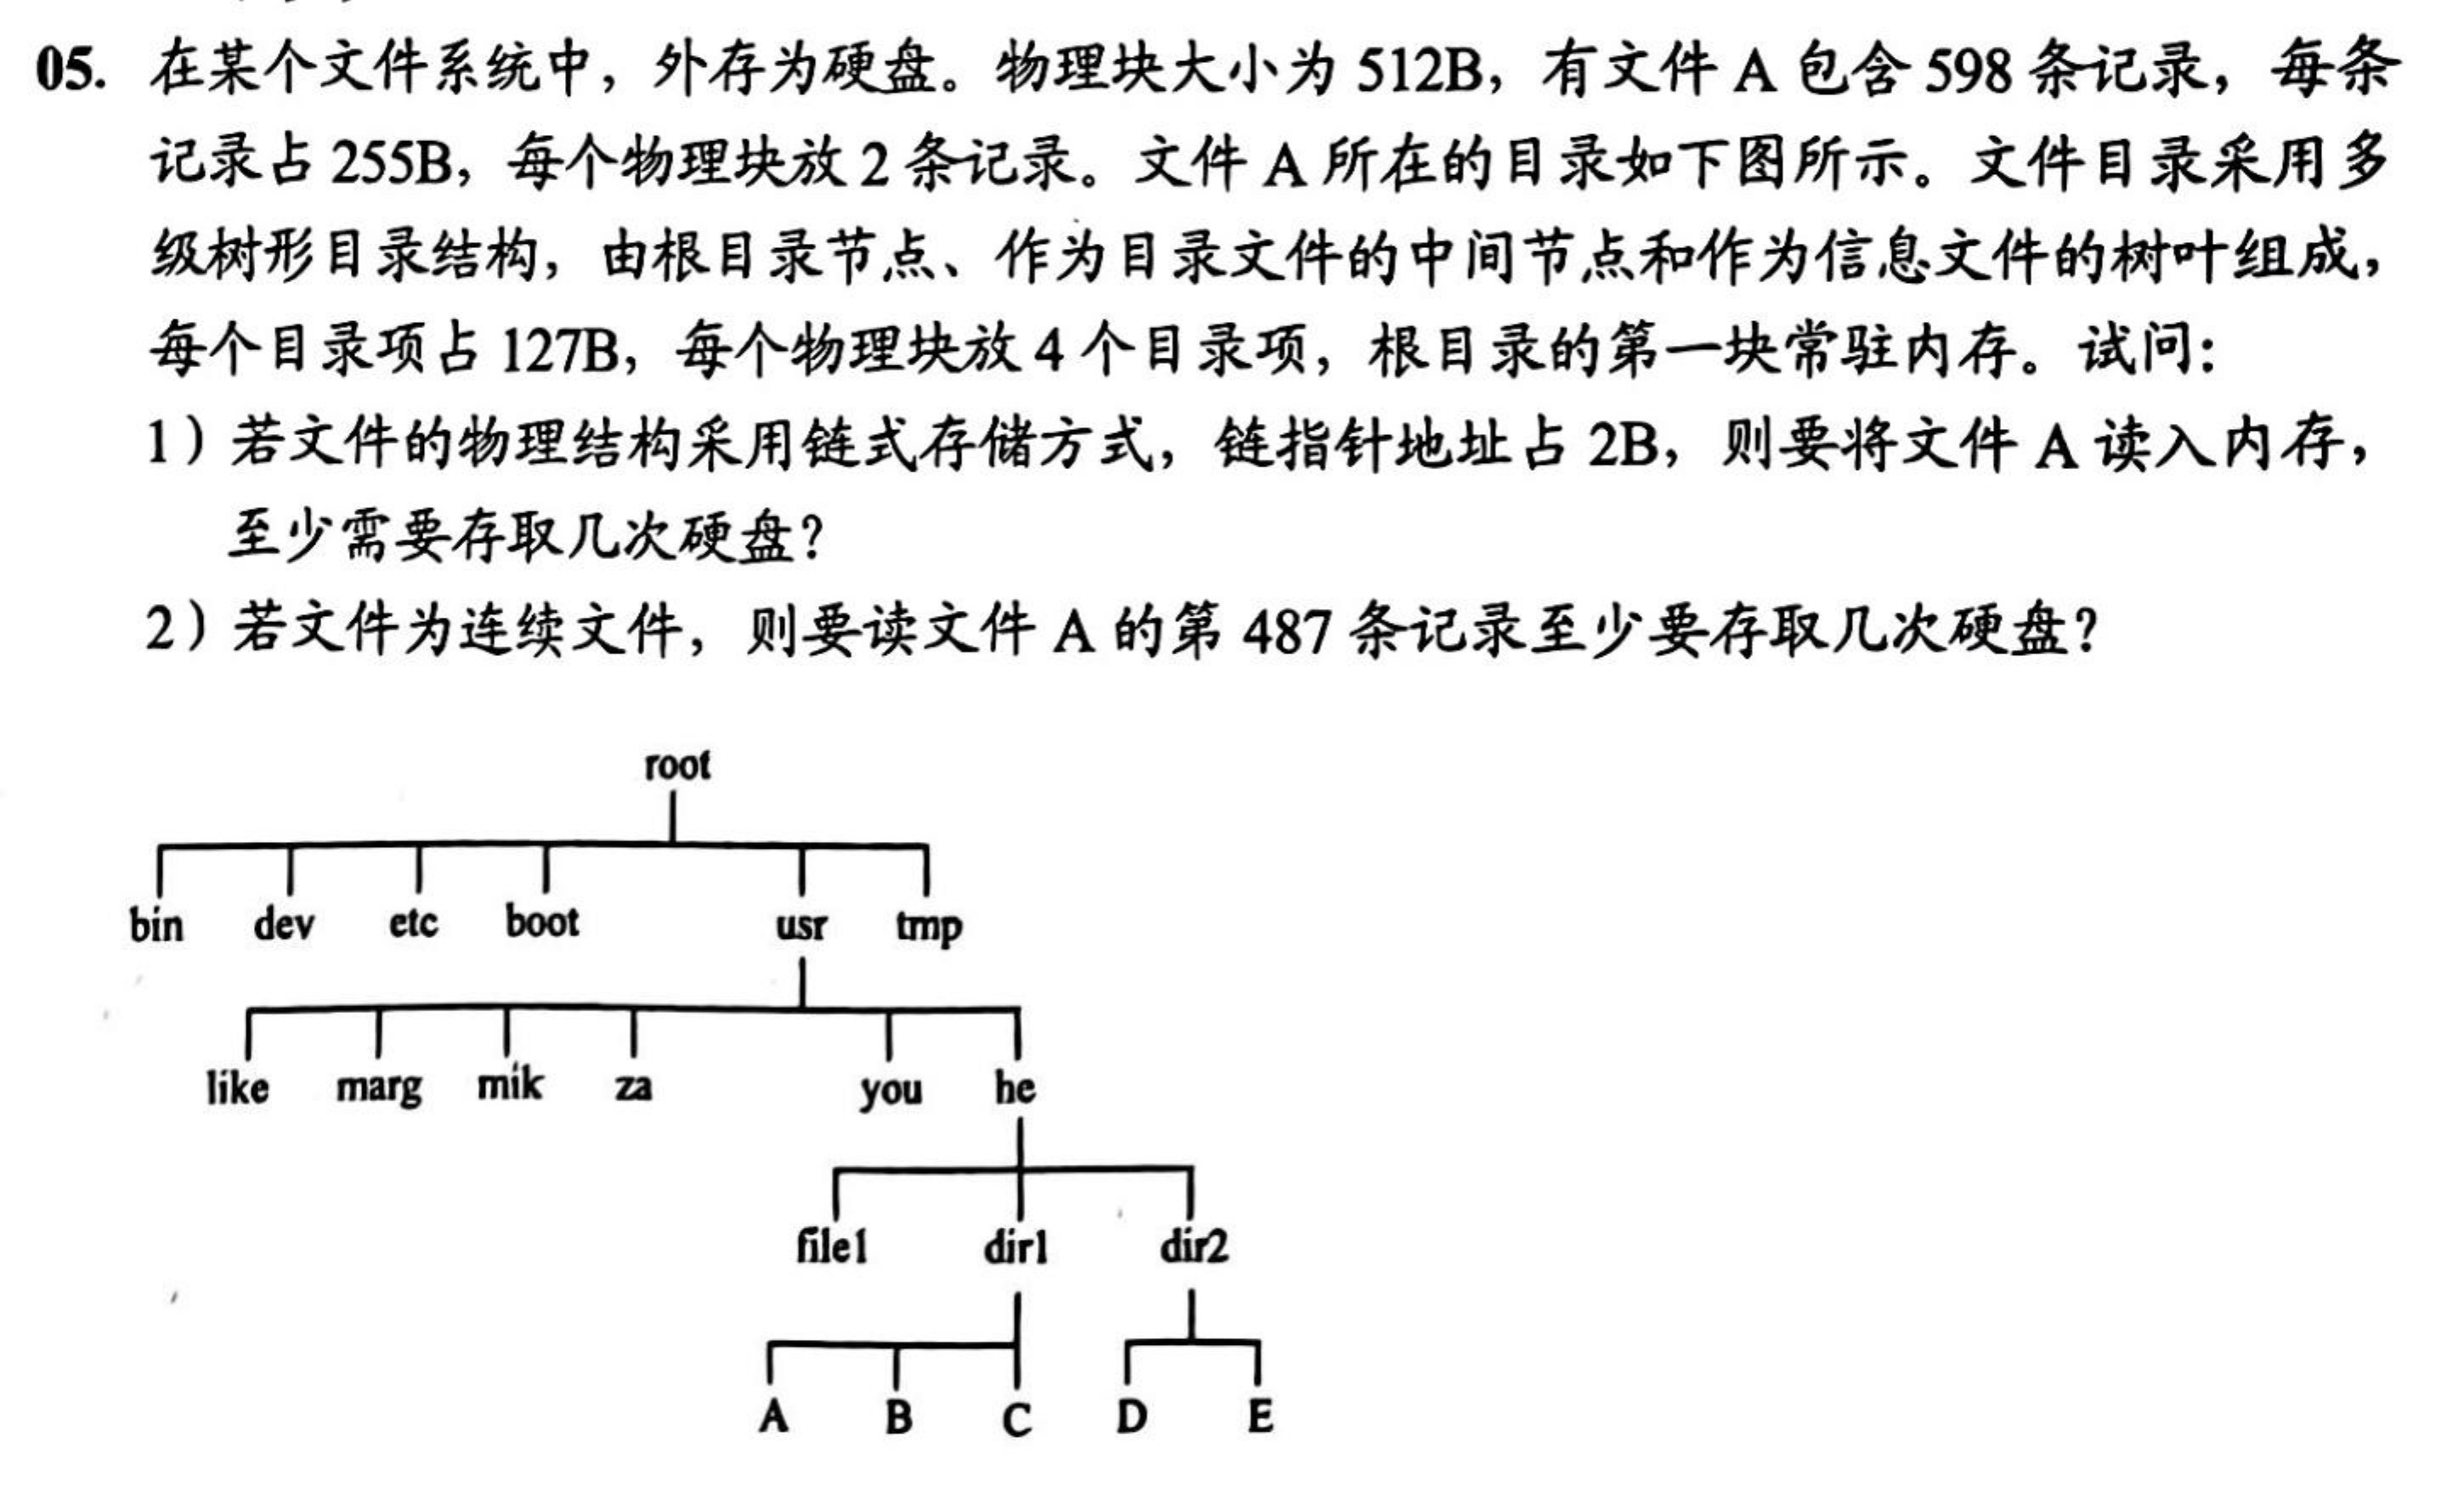 05. 在某个文件系统中，外存为硬盘。物理块大小为 512B，有文件 A 包含 598 条记录，每条
记录占 255B，每个物理块放 2 条记录。文件 A 所在的目录如下图所示。文件目录采用多
级树形目录结构，由根目录节点、作为目录文件的中间节点和作为信息文件的树叶组成，
每个目录项占 127B，每个物理块放 4 个目录项，根目录的第一块常驻内存。试问：
1）若文件的物理结构采用链式存储方式，链指针地址占 2B，则要将文件 A 读入内存，
至少需要存取几次硬盘？
2）若文件为连续文件，则要读文件 A 的第 487 条记录至少要存取几次硬盘？
root
bin dev etc boot usr tmp
like marg mik za you he
file1 dir1 dir2
A B C D E